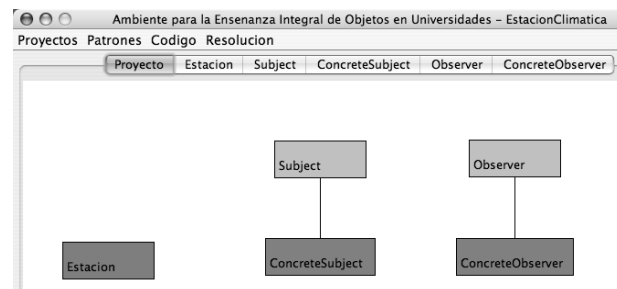 Ambiente para la Ensenanza Integral de Objetos en Universidades – EstacionClimatica
Proyectos Patrones Codigo Resolucion
Proyecto Estacion Subject ConcreteSubject Observer ConcreteObserver
Subject Observer
Estacion ConcreteSubject ConcreteObserver